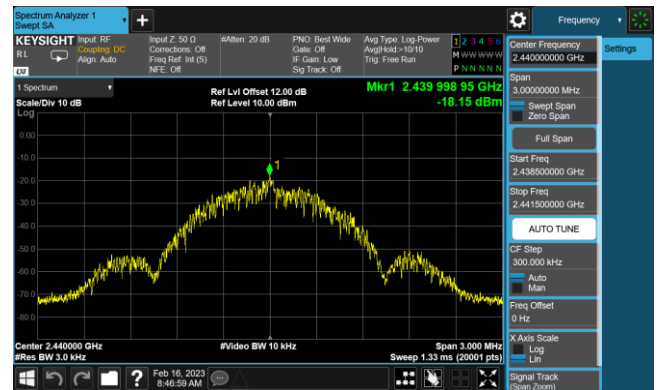 Spectrum Analyzer 1
Swept SA
Frequency
KEYSIGHT
RL
LXI
Input: RF
Coupling: DC
Align: Auto
Input Z: 50 Ω
Corrections: Off
Freq Ref: Int (S)
NFE: Off
#Atten: 20 dB
PNO: Best Wide
Gate: Off
IF Gain: Low
Sig Track: Off
Avg Type: Log-Power
Avg|Hold:>10/10
Trig: Free Run
1 2 3 4 5 6
M W W W W W
P N N N N N
Center Frequency
2.440000000 GHz
Settings
Span
3.00000000 MHz
Swept Span
Zero Span
Full Span
Start Freq
2.438500000 GHz
Stop Freq
2.441500000 GHz
AUTO TUNE
CF Step
300.000 kHz
Auto
Man
Freq Offset
0 Hz
X Axis Scale
Log
Lin
Signal Track
(Span Zoom)
1 Spectrum
Scale/Div 10 dB
Log
Ref Lvl Offset 12.00 dB
Ref Level 10.00 dBm
Mkr1 2.439 998 95 GHz
-18.15 dBm
0.00
-10.0
1
-20.0
-30.0
-40.0
-50.0
-60.0
-70.0
-80.0
Center 2.440000 GHz
#Res BW 3.0 kHz
#Video BW 10 kHz
Span 3.000 MHz
Sweep 1.33 ms (20001 pts)
?
Feb 16, 2023
8:46:59 AM